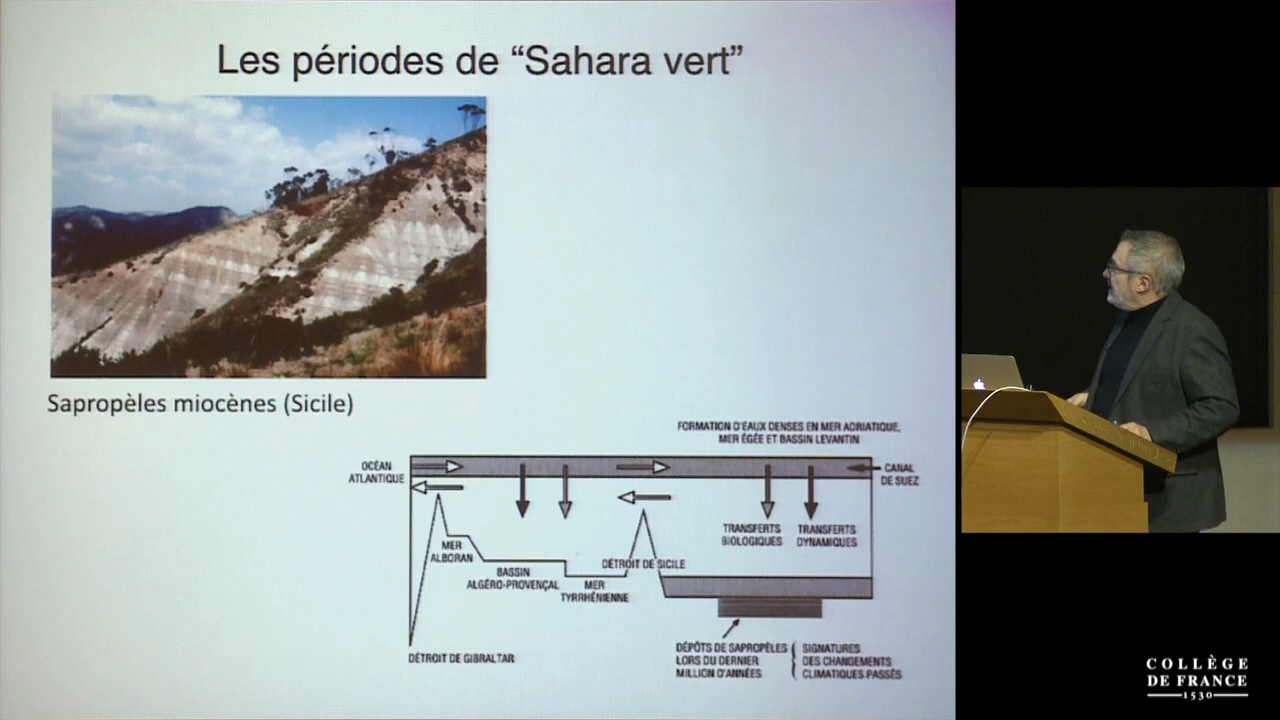 Les périodes de “Sahara vert”
Sapropèles miocènes (Sicile)
FORMATION D'EAUX DENSES EN MER ADRIATIQUE,
MER ÉGÉE ET BASSIN LEVANTIN
OCÉAN
ATLANTIQUE
CANAL
DE SUEZ
TRANSFERTS
BIOLOGIQUES
TRANSFERTS
DYNAMIQUES
MER
ALBORAN
BASSIN
ALGÉRO-PROVENÇAL
MER
TYRRHÉNIENNE
DÉTROIT DE SICILE
DÉTROIT DE GIBRALTAR
DÉPÔTS DE SAPROPÈLES
LORS DU DERNIER
MILLION D'ANNÉES
SIGNATURES
DES CHANGEMENTS
CLIMATIQUES PASSÉS
COLLÈGE
DE FRANCE
1530